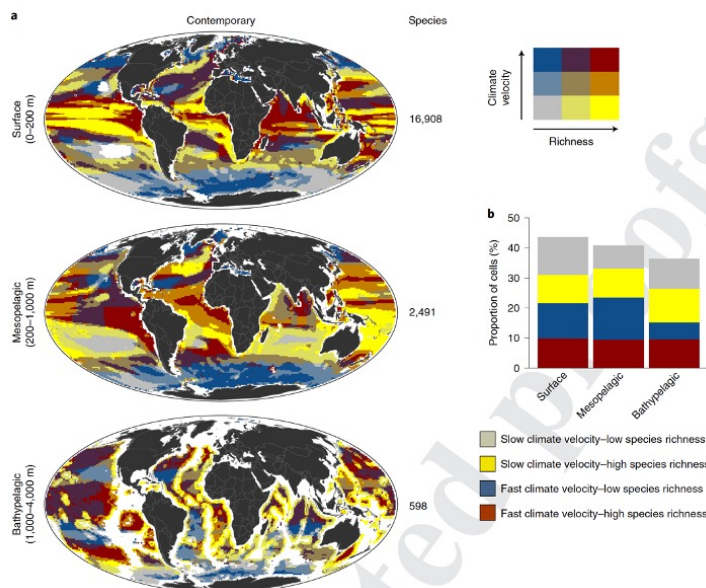 a
Contemporary
Species
Surface
(0–200 m)
16,908
Mesopelagic
(200–1,000 m)
2,491
Bathypelagic
(1,000–4,000 m)
598
Climate
velocity
Richness
b
Proportion of cells (%)
50
40
30
20
10
0
Surface
Mesopelagic
Bathypelagic
Slow climate velocity–low species richness
Slow climate velocity–high species richness
Fast climate velocity–low species richness
Fast climate velocity–high species richness
ted proofs